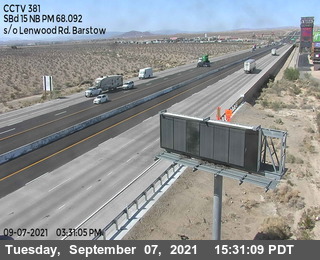 CCTV 381
SBd 15 NB PM 68.092
s/o Lenwood Rd. Barstow
09-07-2021 03:31:05 PM
Tuesday, September 07, 2021 15:31:09 PDT